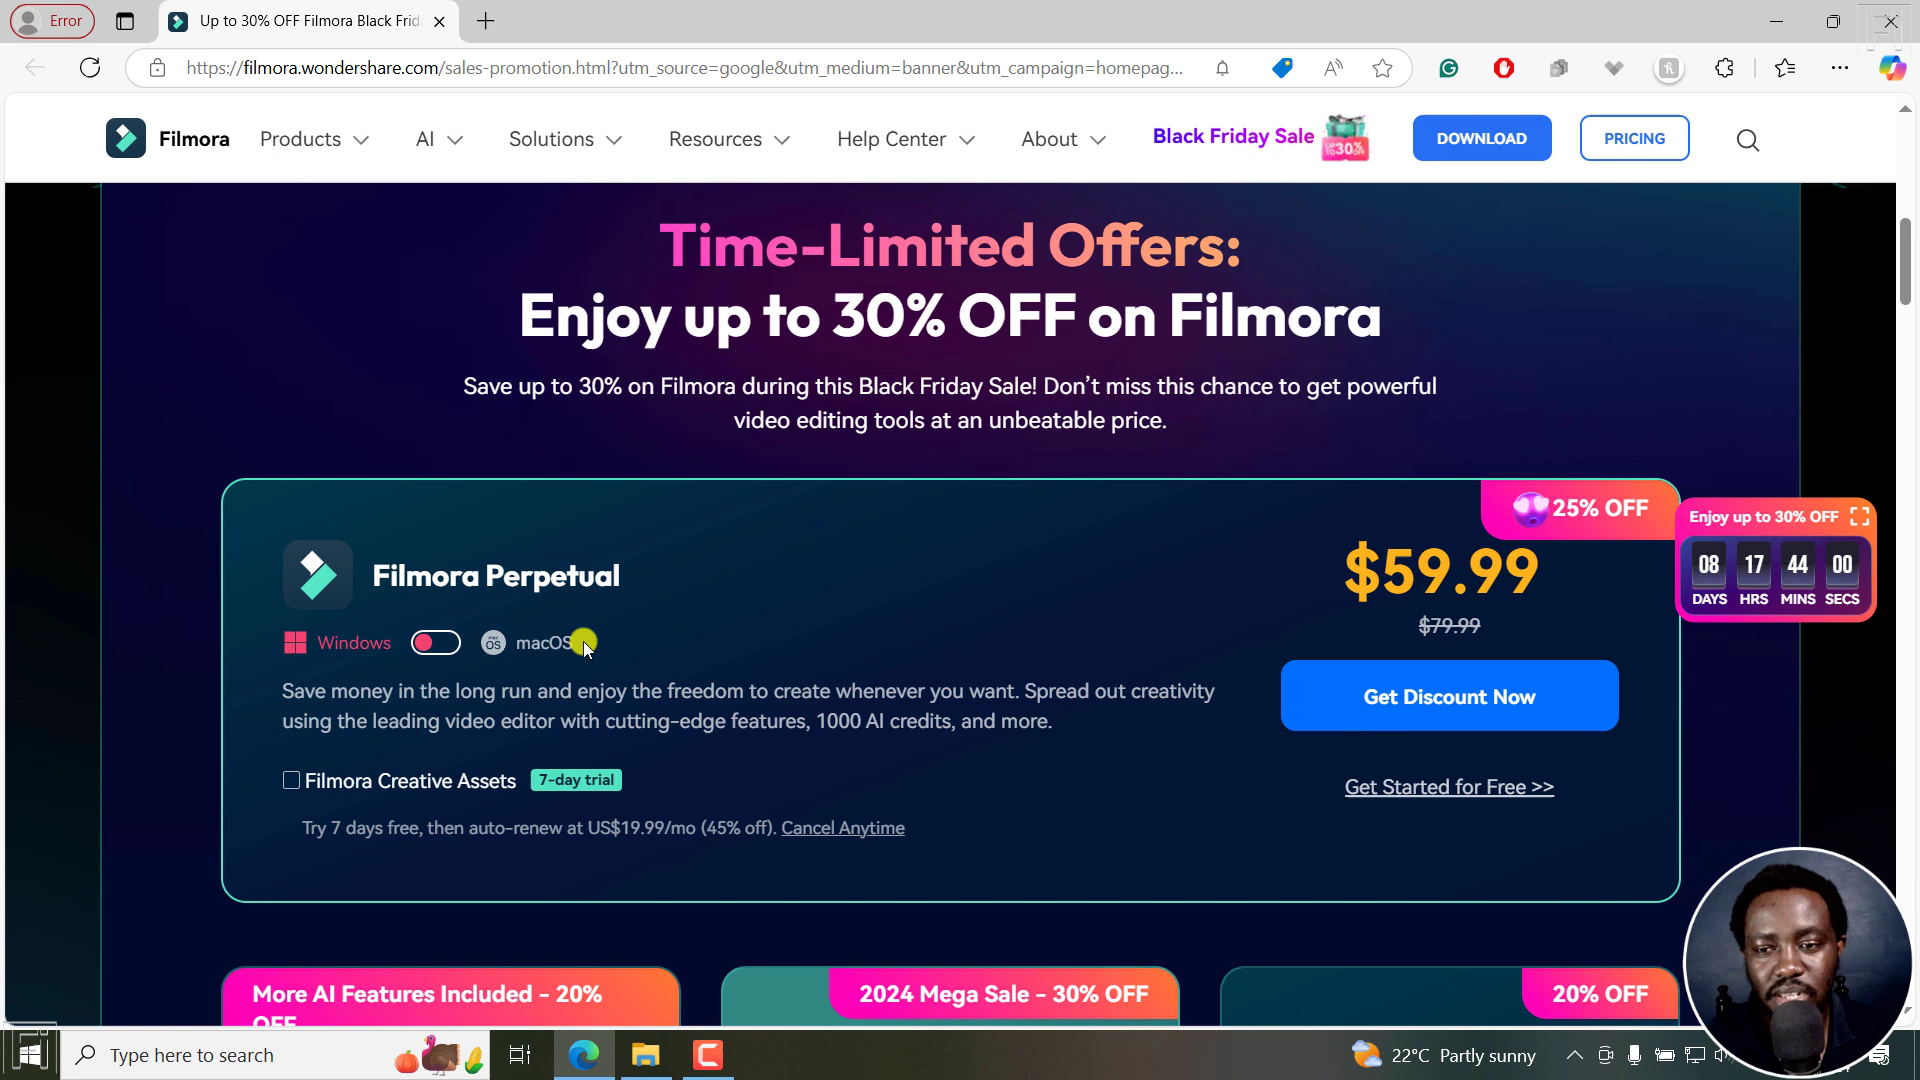 Error
Up to 30% OFF Filmora Black Frid
https://filmora.wondershare.com/sales-promotion.html?utm_source=google&utm_medium=banner&utm_campaign=homepag...
Filmora
Products
AI
Solutions
Resources
Help Center
About
Black Friday Sale
UP TO 30%
DOWNLOAD
PRICING
Time-Limited Offers:
Enjoy up to 30% OFF on Filmora
Save up to 30% on Filmora during this Black Friday Sale! Don't miss this chance to get powerful
video editing tools at an unbeatable price.
25% OFF
Enjoy up to 30% OFF
08 17 44 00
DAYS HRS MINS SECS
Filmora Perpetual
$59.99
$79.99
Windows
mac OS
macOS
Save money in the long run and enjoy the freedom to create whenever you want. Spread out creativity
using the leading video editor with cutting-edge features, 1000 AI credits, and more.
Get Discount Now
Filmora Creative Assets
7-day trial
Get Started for Free >>
Try 7 days free, then auto-renew at US$19.99/mo (45% off). Cancel Anytime
More AI Features Included - 20%
OFF
2024 Mega Sale - 30% OFF
20% OFF
Type here to search
22°C Partly sunny